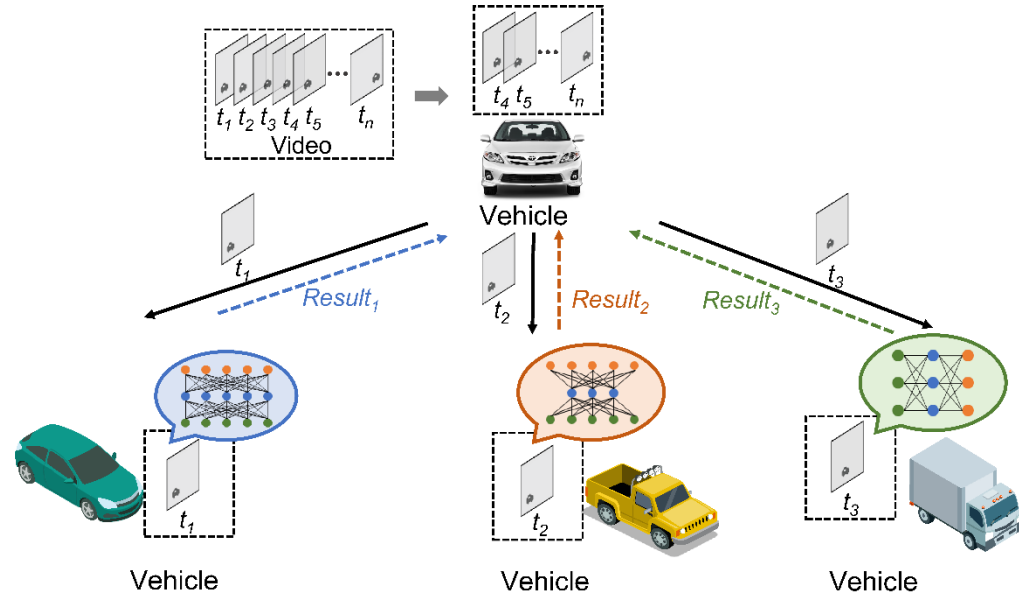 t1 t2 t3 t4 t5 ... tn
Video
t4 t5 ... tn
Vehicle
t1
Result1
t2
Result2
t3
Result3
t1
t2
t3
Vehicle
Vehicle
Vehicle